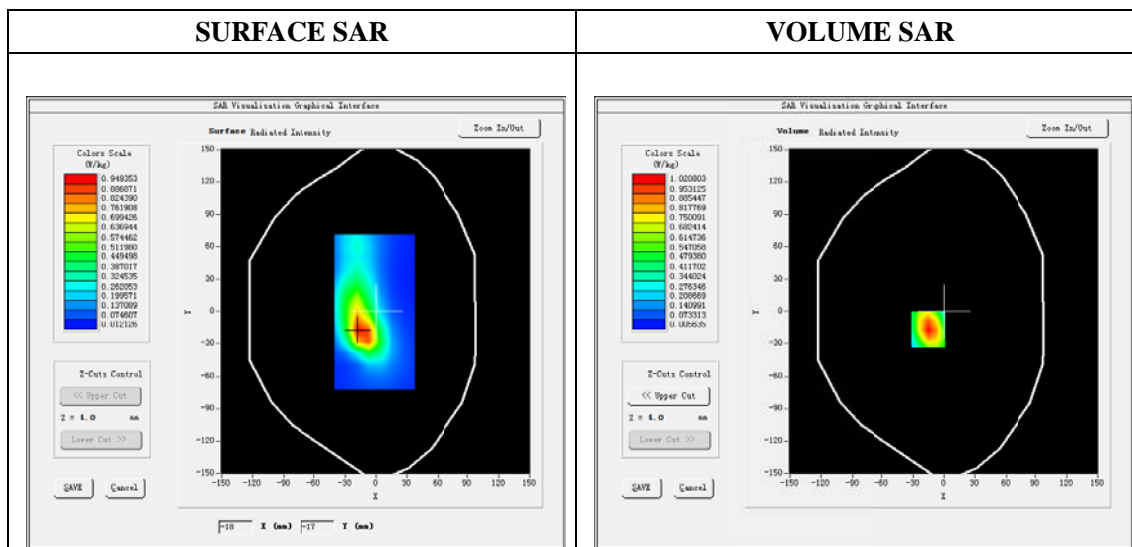 SURFACE SAR
VOLUME SAR
SAR Visualisation Graphical Interface
Surface Radiated Intensity
Zoom In/Out
Colors Scale
(W/kg)
0.949353
0.886871
0.824390
0.761908
0.699426
0.636944
0.574462
0.511980
0.449498
0.387017
0.324535
0.262053
0.199571
0.137089
0.074607
0.012126
150
120
90
60
30
0
-30
-60
-90
-120
-150
Y
-150 -120 -90 -60 -30 0 30 60 90 120 150
X
Z-Cuts Control
<< Upper Cut
Z = 4.0 mm
Lower Cut >>
SAVE
Cancel
-18 X (mm) -17 Y (mm)
SAR Visualisation Graphical Interface
Volume Radiated Intensity
Zoom In/Out
Colors Scale
(W/kg)
1.020803
0.953125
0.885447
0.817769
0.750091
0.682414
0.614736
0.547058
0.479380
0.411702
0.344024
0.276346
0.208669
0.140991
0.073313
0.005635
150
120
90
60
30
0
-30
-60
-90
-120
-150
Y
-150 -120 -90 -60 -30 0 30 60 90 120 150
X
Z-Cuts Control
<< Upper Cut
Z = 4.0 mm
Lower Cut >>
SAVE
Cancel